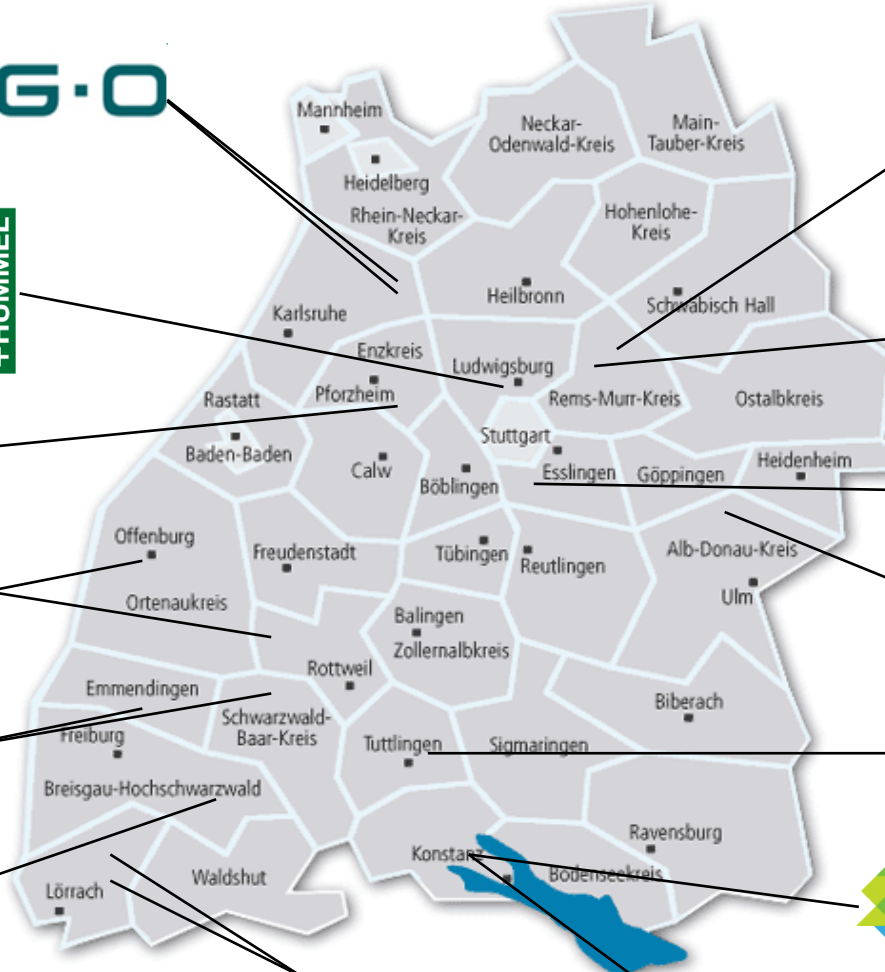 G·O
Mannheim
Neckar-
Odenwald-Kreis
Main-
Tauber-Kreis
Heidelberg
Rhein-Neckar-
Kreis
Hohenlohe-
Kreis
HUMMEL
Heilbronn
Schwäbisch Hall
Karlsruhe
Enzkreis
Ludwigsburg
Pforzheim
Rastatt
Rems-Murr-Kreis
Ostalbkreis
Stuttgart
Baden-Baden
Calw
Böblingen
Esslingen
Göppingen
Heidenheim
Offenburg
Freudenstadt
Tübingen
Reutlingen
Alb-Donau-Kreis
Ulm
Ortenaukreis
Balingen
Zollernalbkreis
Rottweil
Emmendingen
Biberach
Schwarzwald-
Baar-Kreis
Freiburg
Tuttlingen
Sigmaringen
Breisgau-Hochschwarzwald
Ravensburg
Konstanz
Bodenseekreis
Waldshut
Lörrach